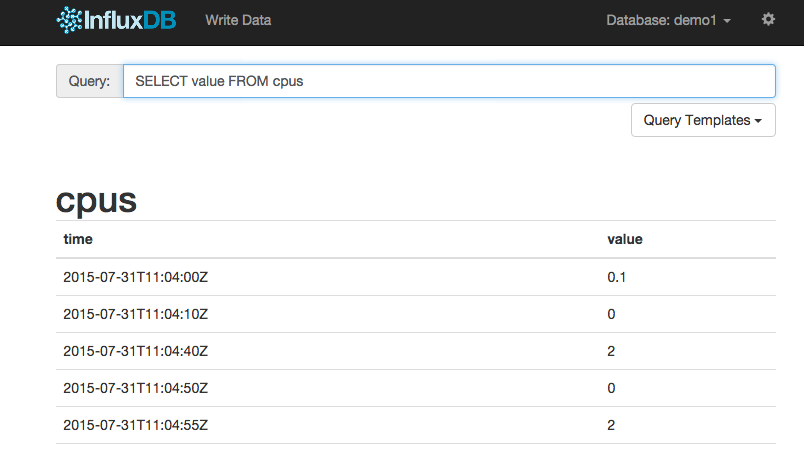 InfluxDB Write Data Database: demo1
Query: SELECT value FROM cpus
Query Templates
cpus
time value
2015-07-31T11:04:00Z 0.1
2015-07-31T11:04:10Z 0
2015-07-31T11:04:40Z 2
2015-07-31T11:04:50Z 0
2015-07-31T11:04:55Z 2